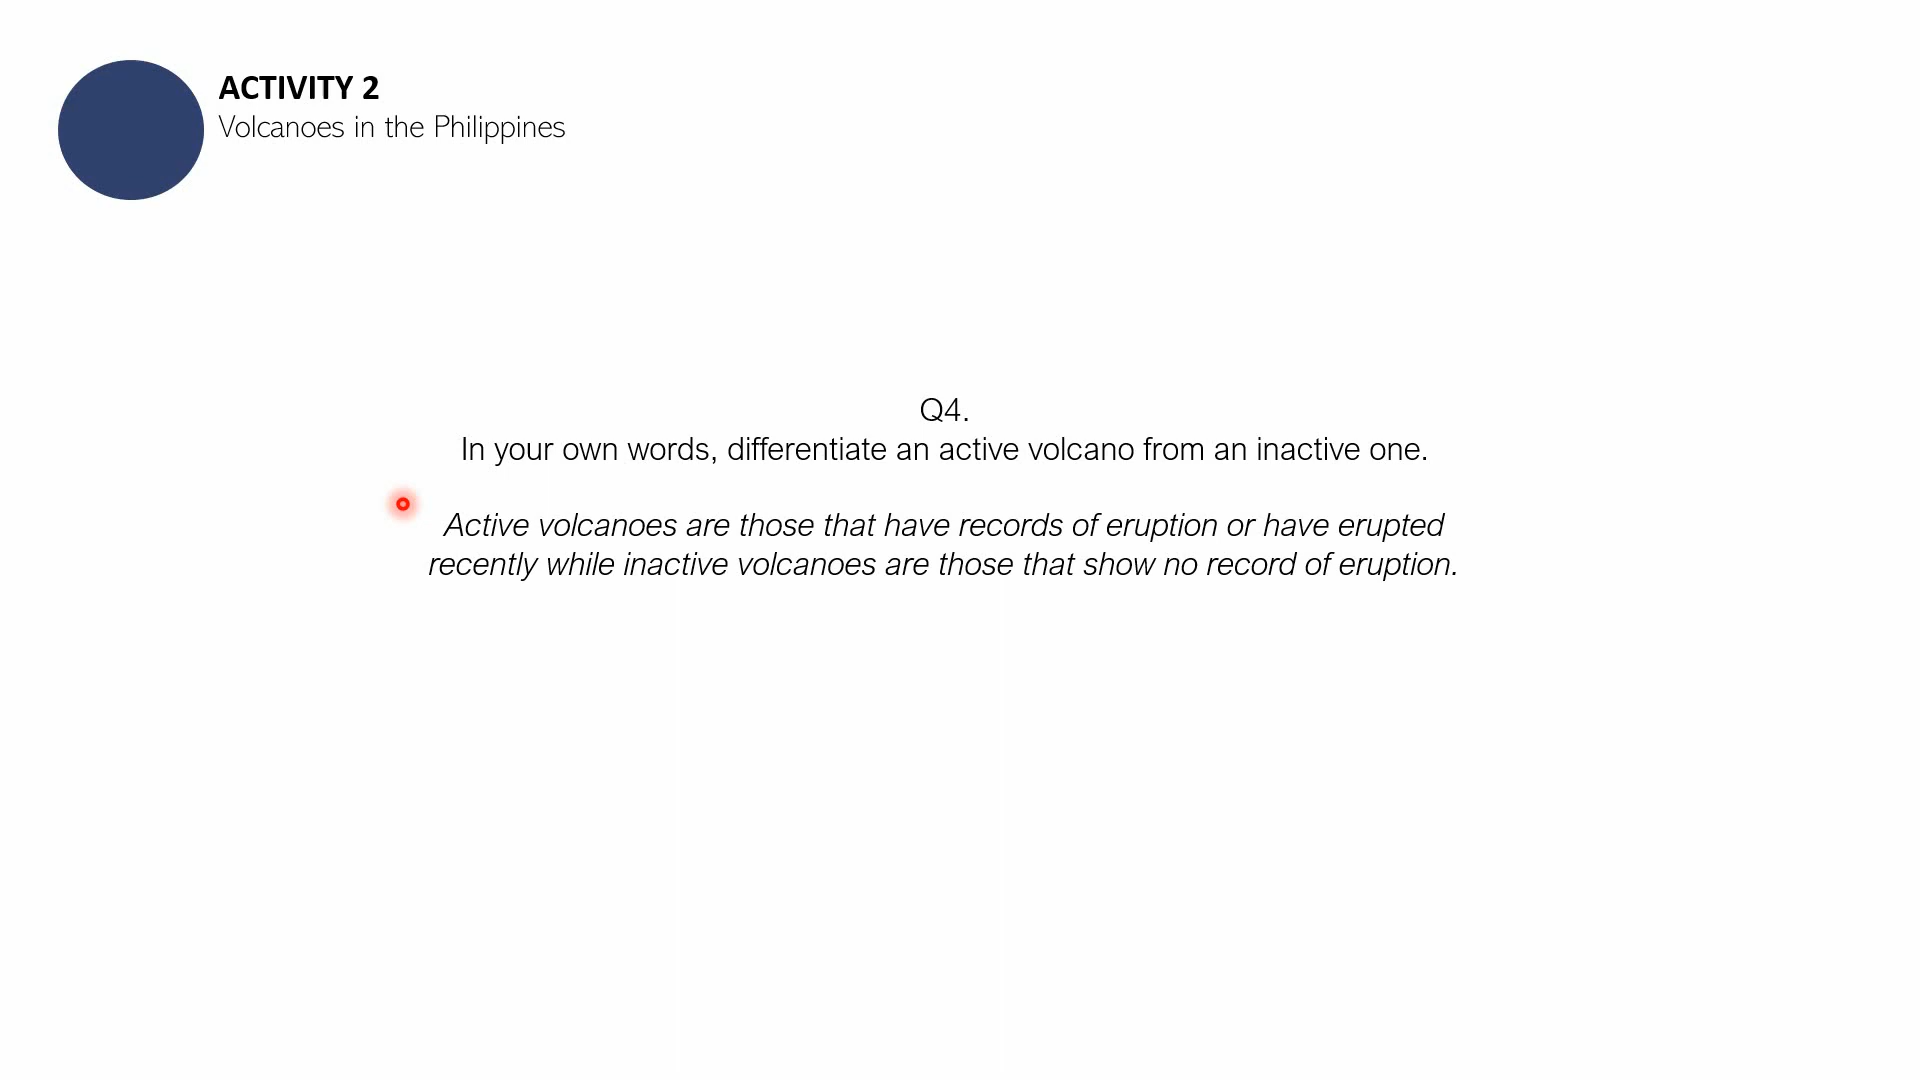 ACTIVITY 2
Volcanoes in the Philippines
Q4.
In your own words, differentiate an active volcano from an inactive one.
Active volcanoes are those that have records of eruption or have erupted
recently while inactive volcanoes are those that show no record of eruption.